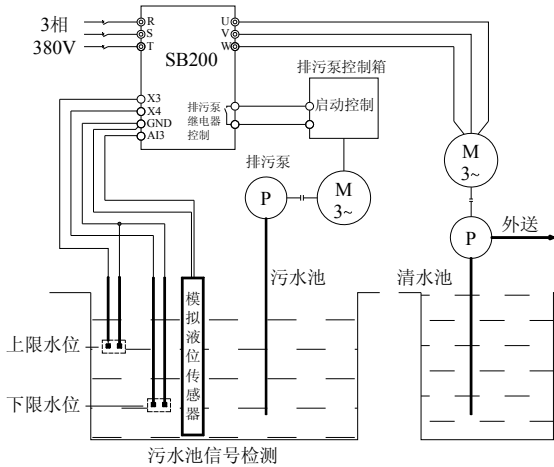 3相
380V
R
S
T
SB200
U
V
W
X3
X4
GND
AI3
排污泵
继电器
控制
排污泵控制箱
启动控制
排污泵
P
M
3~
M
3~
P
外送
污水池
清水池
模拟液位传感器
上限水位
下限水位
污水池信号检测